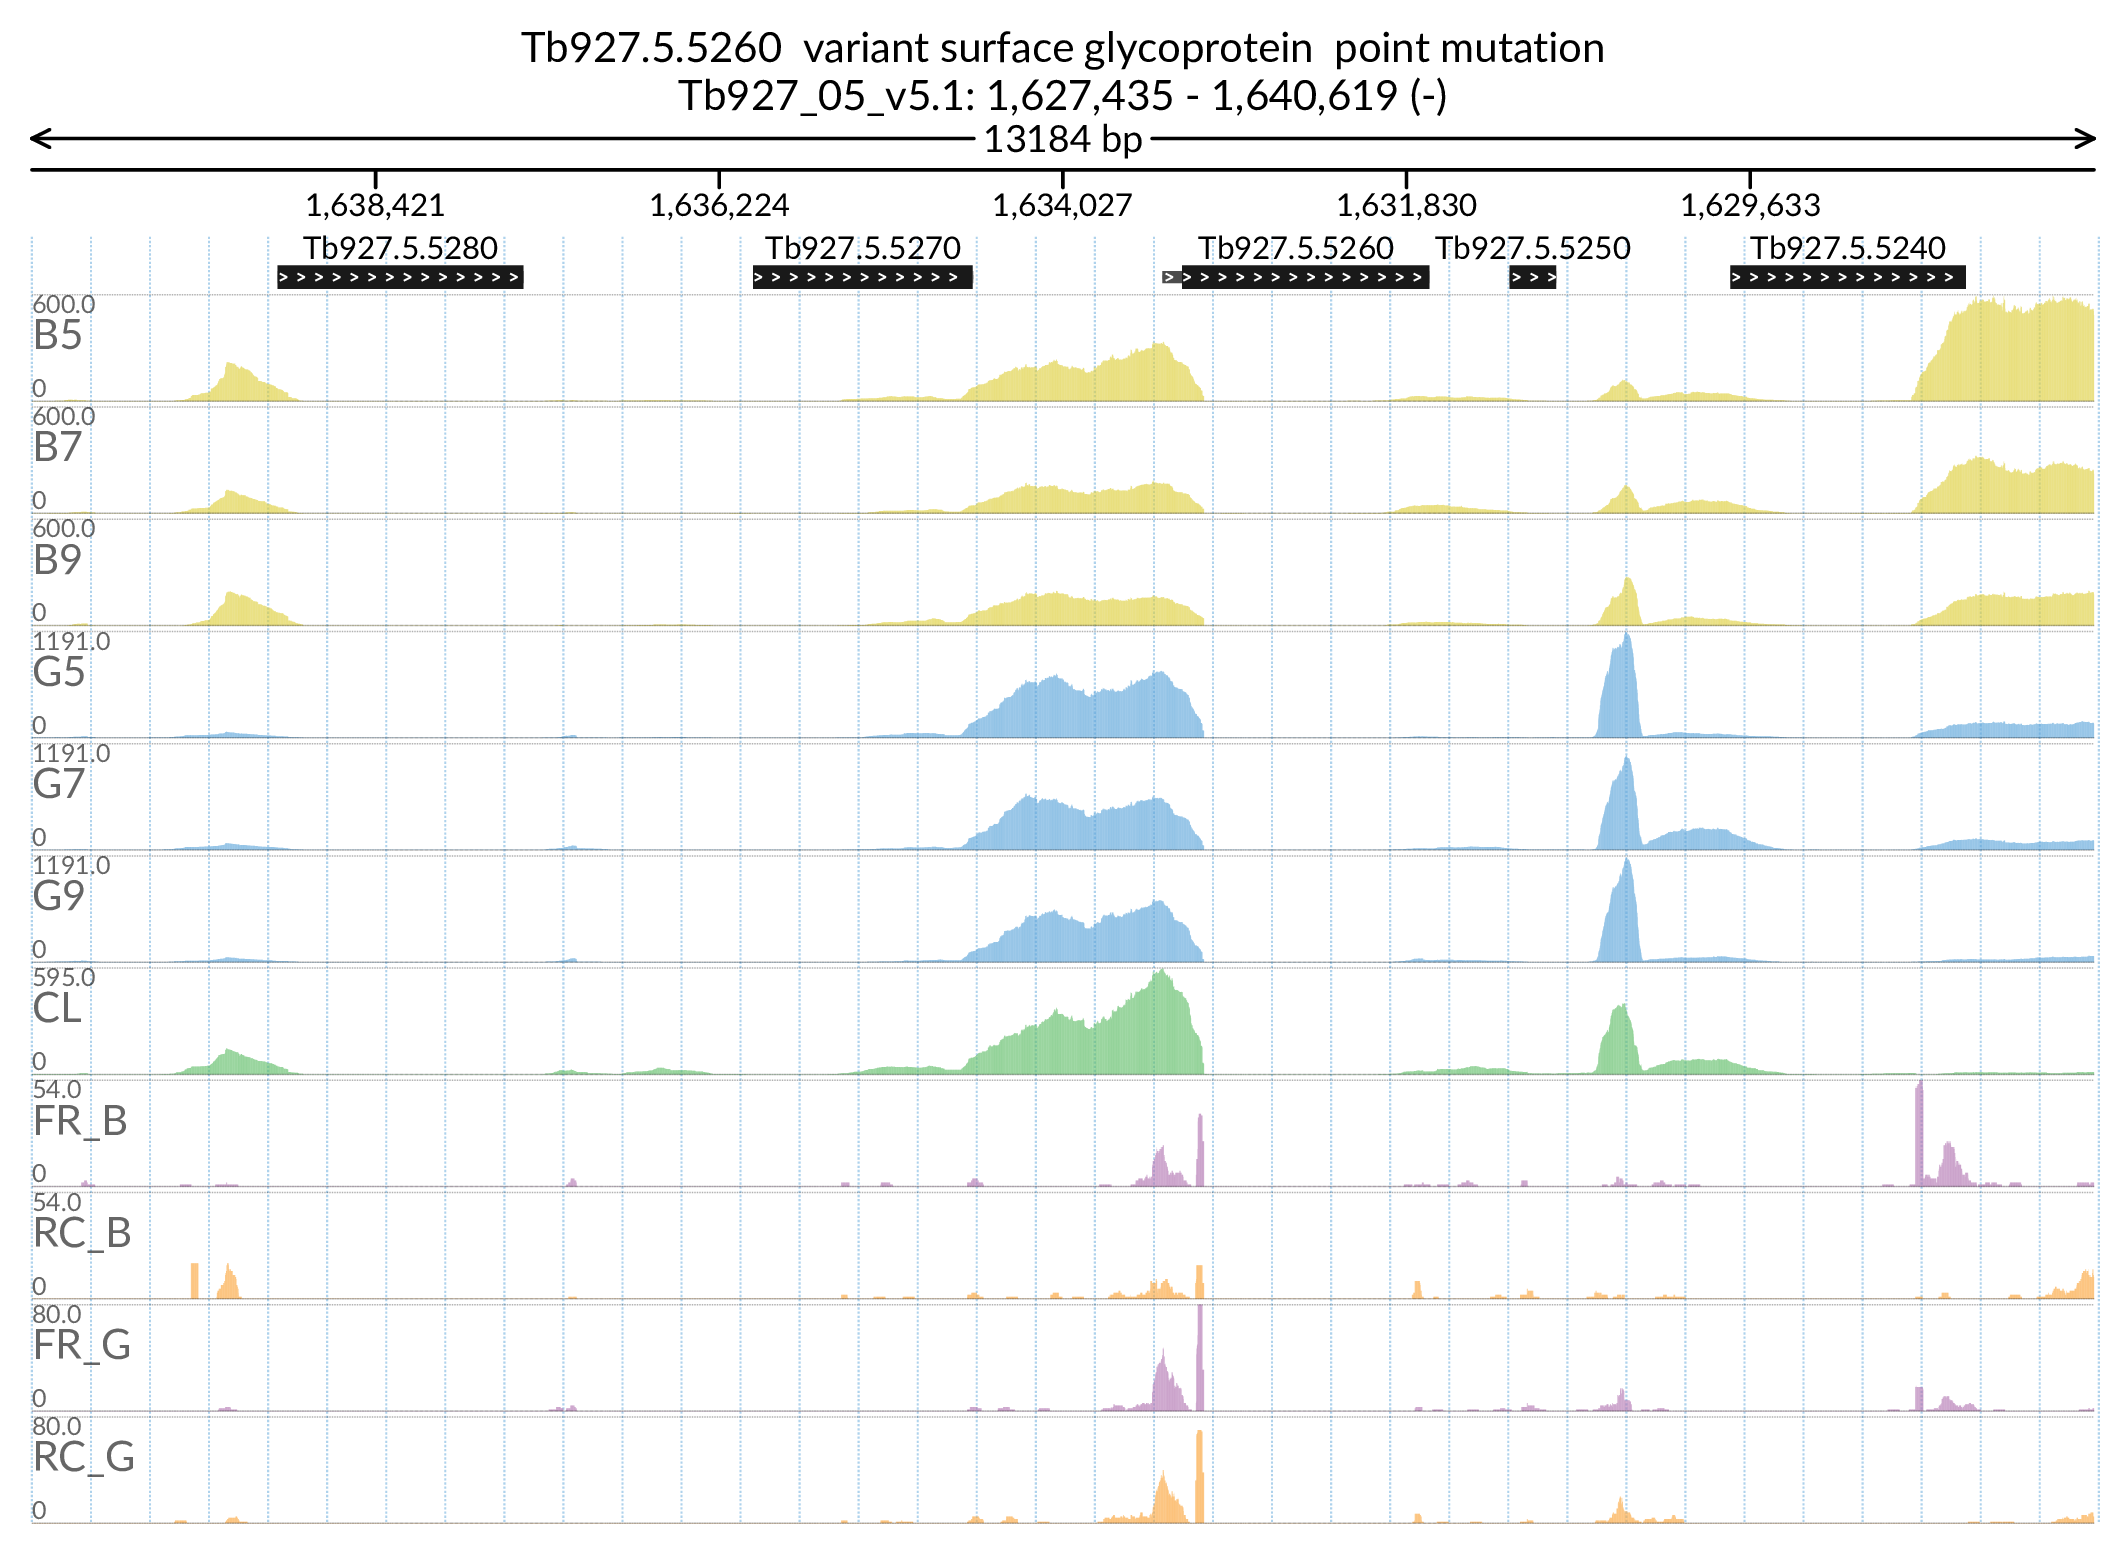 Tb927.5.5260  variant surface glycoprotein  point mutation
Tb927_05_v5.1: 1,627,435 - 1,640,619 (-)
13184 bp
1,638,421 1,636,224 1,634,027 1,631,830 1,629,633
Tb927.5.5280 Tb927.5.5270 Tb927.5.5260 Tb927.5.5250 Tb927.5.5240
600.0
B5
0
600.0
B7
0
600.0
B9
0
1191.0
G5
0
1191.0
G7
0
1191.0
G9
0
595.0
CL
0
54.0
FR_B
0
54.0
RC_B
0
80.0
FR_G
0
80.0
RC_G
0